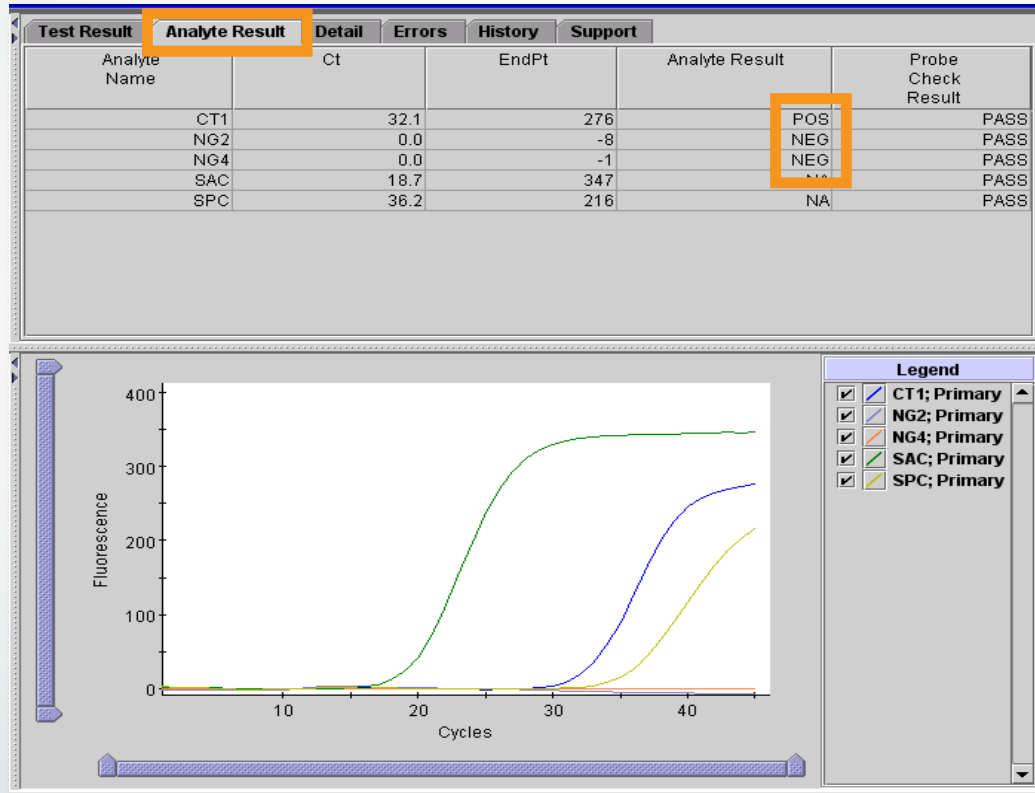 Test Result Analyte Result Detail Errors History Support
Analyte Name Ct EndPt Analyte Result Probe Check Result
CT1 32.1 276 POS PASS
NG2 0.0 -8 NEG PASS
NG4 0.0 -1 NEG PASS
SAC 18.7 347 NA PASS
SPC 36.2 216 NA PASS
Legend
CT1; Primary
NG2; Primary
NG4; Primary
SAC; Primary
SPC; Primary
400
300
200
100
0
Fluorescence
10 20 30 40
Cycles